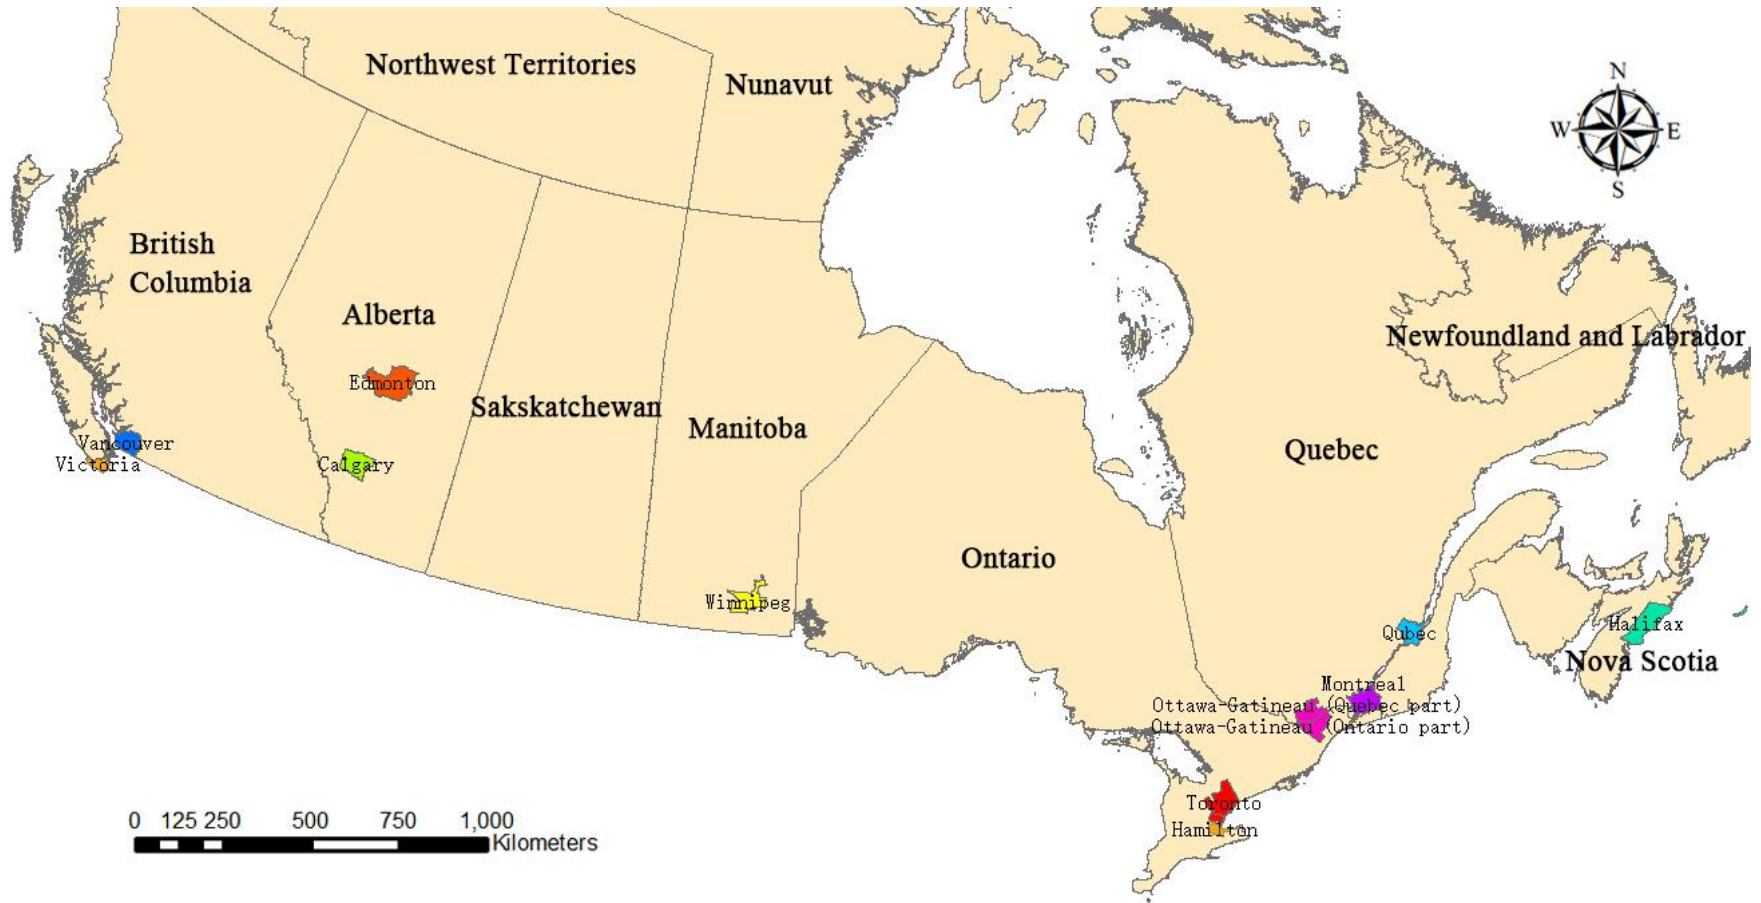 Northwest Territories
Nunavut
N
W E
S
British
Columbia
Alberta
Newfoundland and Labrador
Edmonton
Sakskatchewan
Manitoba
Quebec
Vancouver
Victoria
Calgary
Ontario
Winnipeg
Qubec
Halifax
Nova Scotia
Montreal
Ottawa-Gatineau (Quebec part)
Ottawa-Gatineau (Ontario part)
Toronto
Hamilton
0 125 250 500 750 1,000
Kilometers